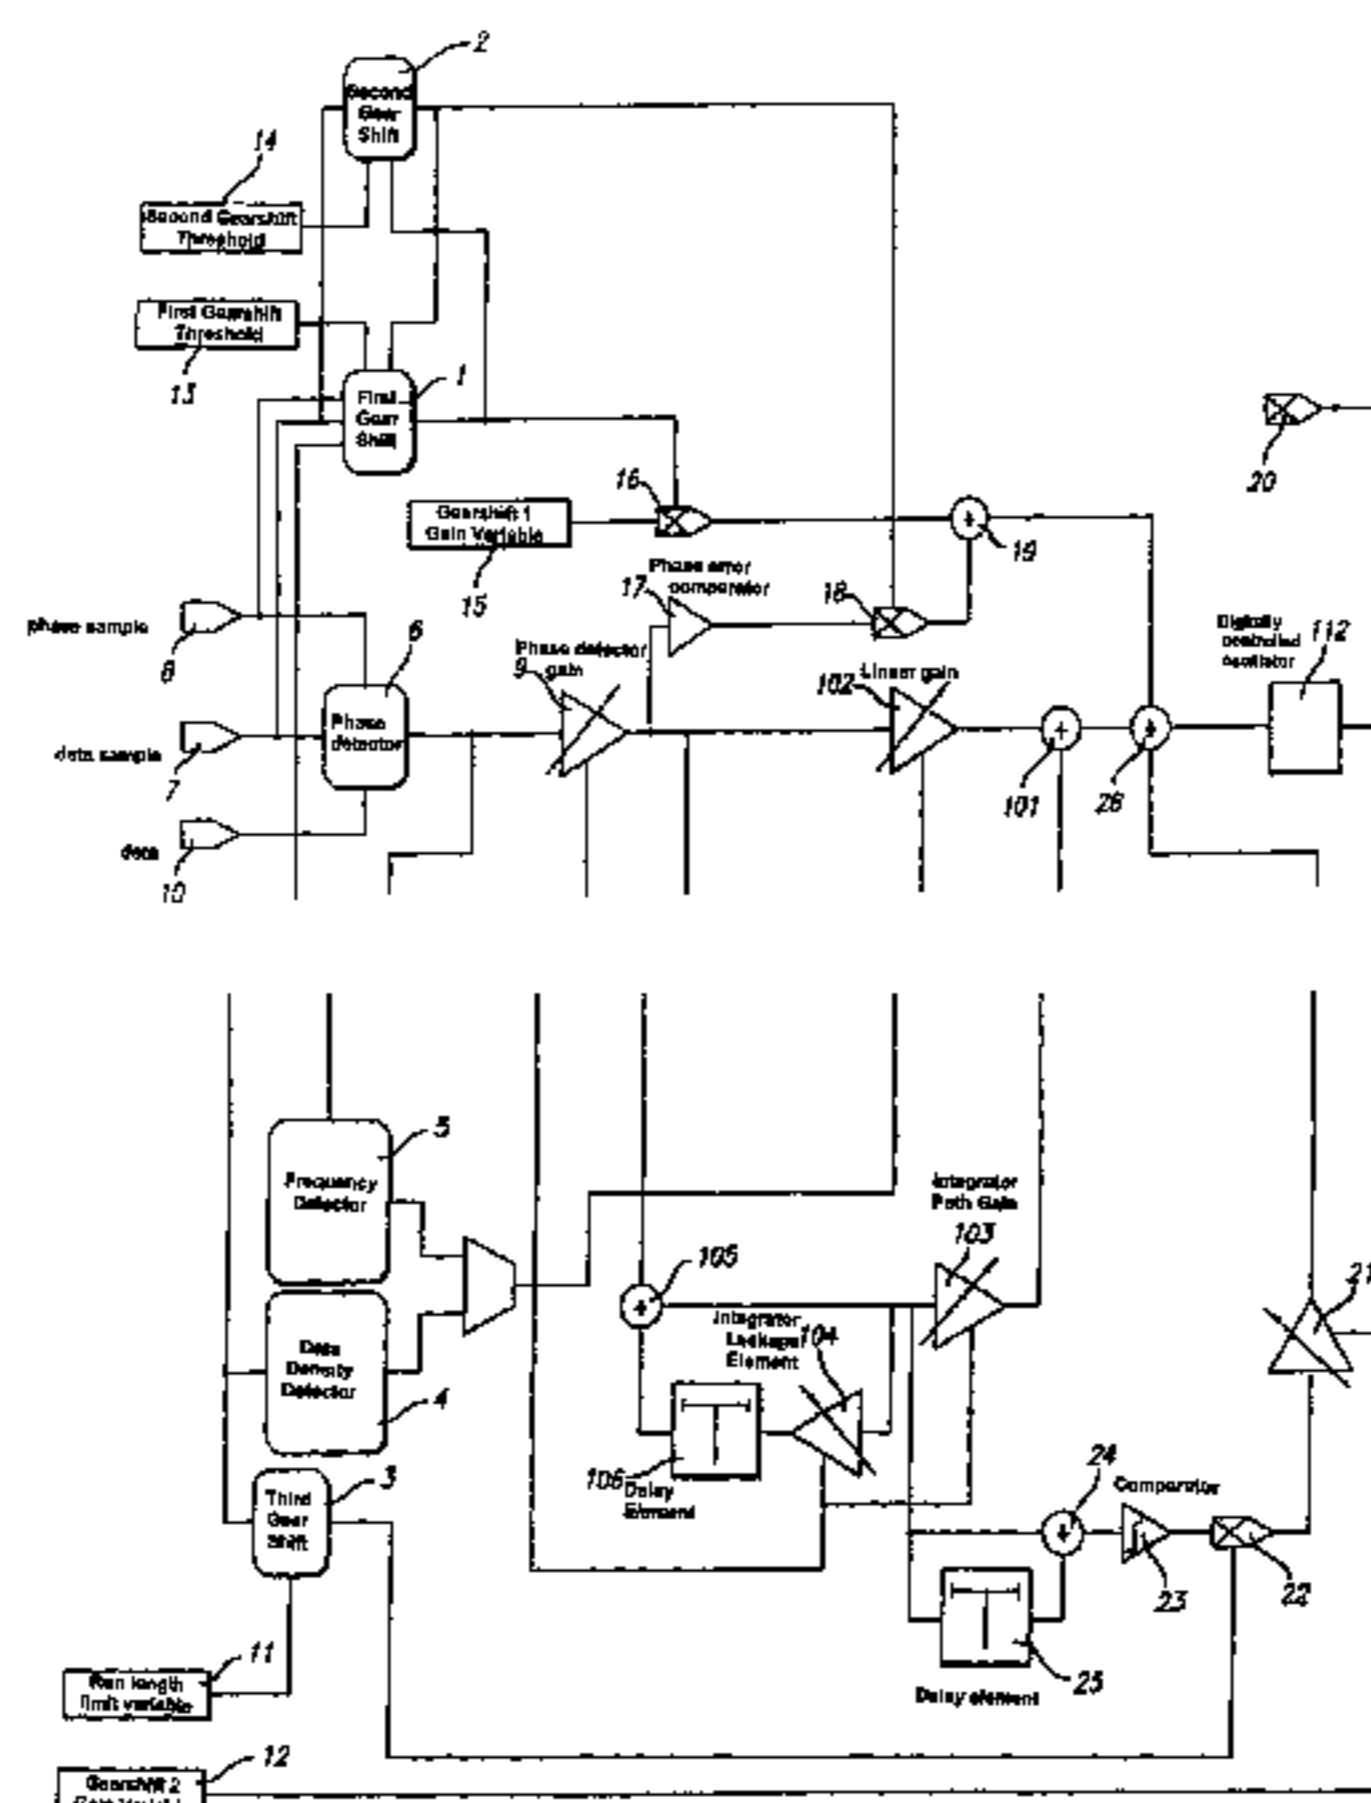 2
Second
Gear
Shift
14
Second Gearshift
Threshold
First Gearshift
Threshold
13
1
First
Gear
Shift
20
16
Gearshift 1
Gain Variable
15
19
Phase error
comparator
17
18
phase sample
8
6
Phase detector
gain
9
Linear gain
102
Digitally
controlled
oscillator
112
Phase
detector
data sample
7
101
26
data
10
5
Frequency
Detector
Integrator
Path Gain
103
105
21
Integrator
Leakage
Element
104
Data
Density
Detector
4
106
Delay
Element
3
Third
Gear
Shift
24
Comparator
23
22
11
Run length
limit variable
25
Delay element
12
Gearshift 2